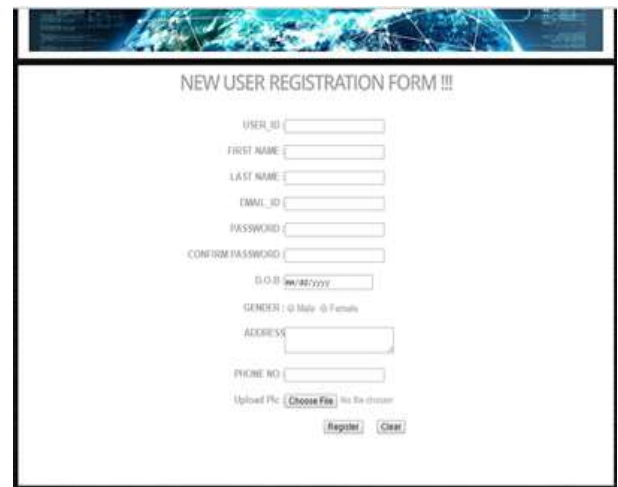 NEW USER REGISTRATION FORM !!!
USER_ID :
FIRST NAME :
LAST NAME :
EMAIL_ID :
PASSWORD :
CONFIRM PASSWORD :
D.O.B : mm/dd/yyyy
GENDER : Male Female
ADDRESS
PHONE NO :
Upload Pic : Choose File No file chosen
Register Clear